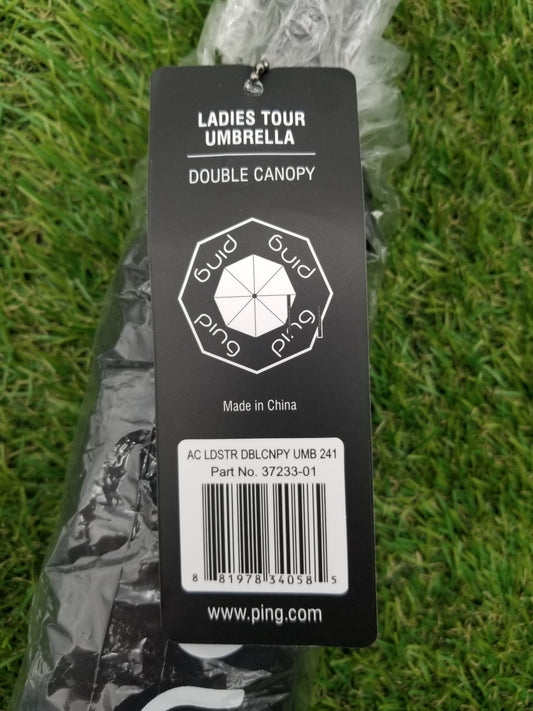 LADIES TOUR
UMBRELLA
DOUBLE CANOPY
ping ping
ping ping
Made in China
AC LDSTR DBLCNPY UMB 241
Part No. 37233-01
8 81978 34058 5
www.ping.com